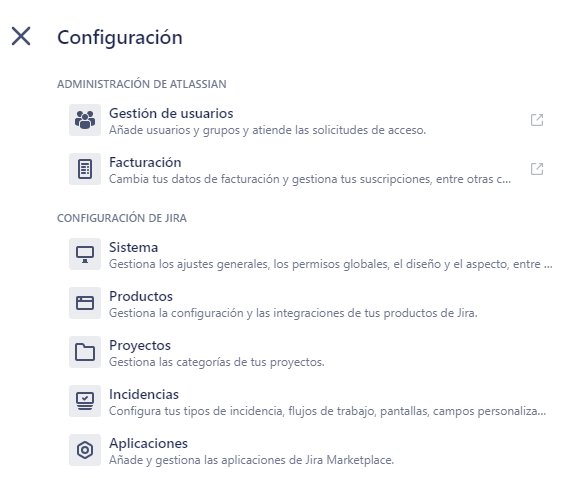 Configuración
ADMINISTRACIÓN DE ATLASSIAN
Gestión de usuarios
Añade usuarios y grupos y atiende las solicitudes de acceso.
Facturación
Cambia tus datos de facturación y gestiona tus suscripciones, entre otras c...
CONFIGURACIÓN DE JIRA
Sistema
Gestiona los ajustes generales, los permisos globales, el diseño y el aspecto, entre ...
Productos
Gestiona la configuración y las integraciones de tus productos de Jira.
Proyectos
Gestiona las categorías de tus proyectos.
Incidencias
Configura tus tipos de incidencia, flujos de trabajo, pantallas, campos personaliza...
Aplicaciones
Añade y gestiona las aplicaciones de Jira Marketplace.